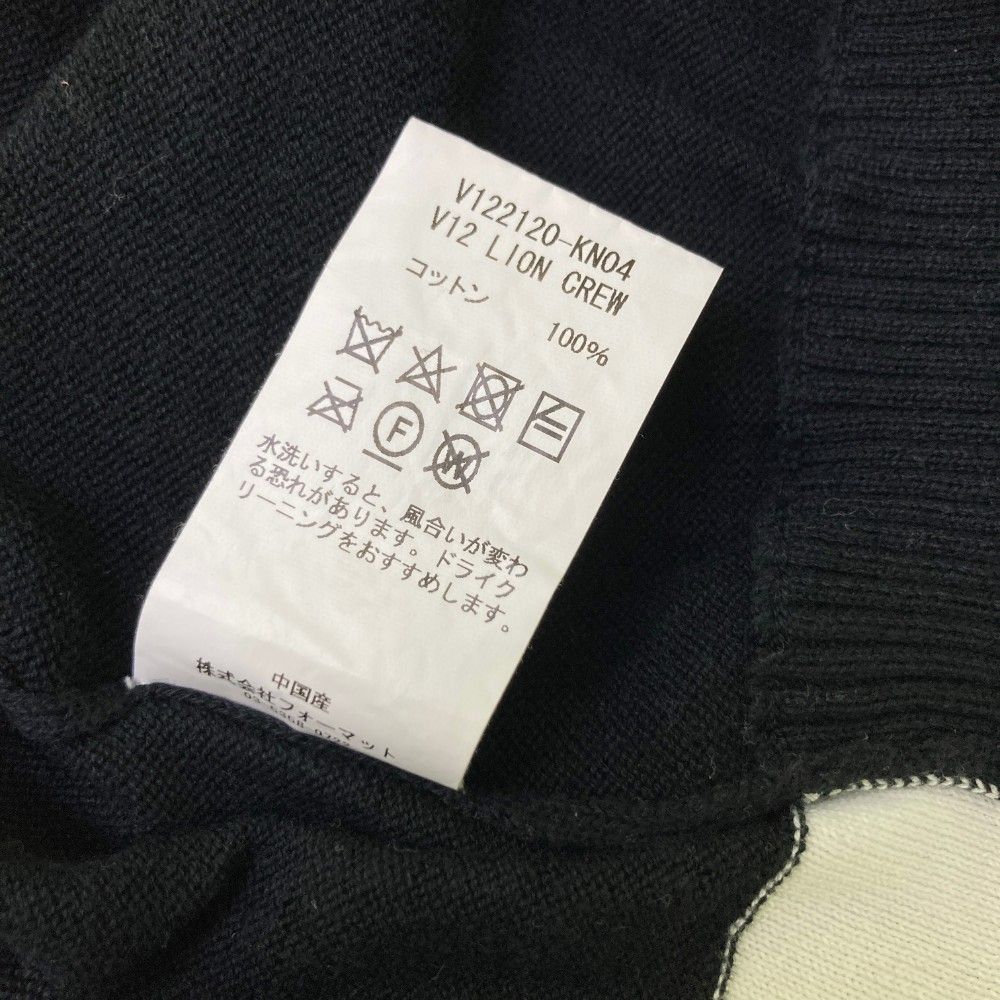 V122120-KN04
V12 LION CREW
コットン 100%
F
W
水洗いすると、風合いが変わ
る恐れがあります。ドライク
リーニングをおすすめします。
中国産
株式会社フォーマット